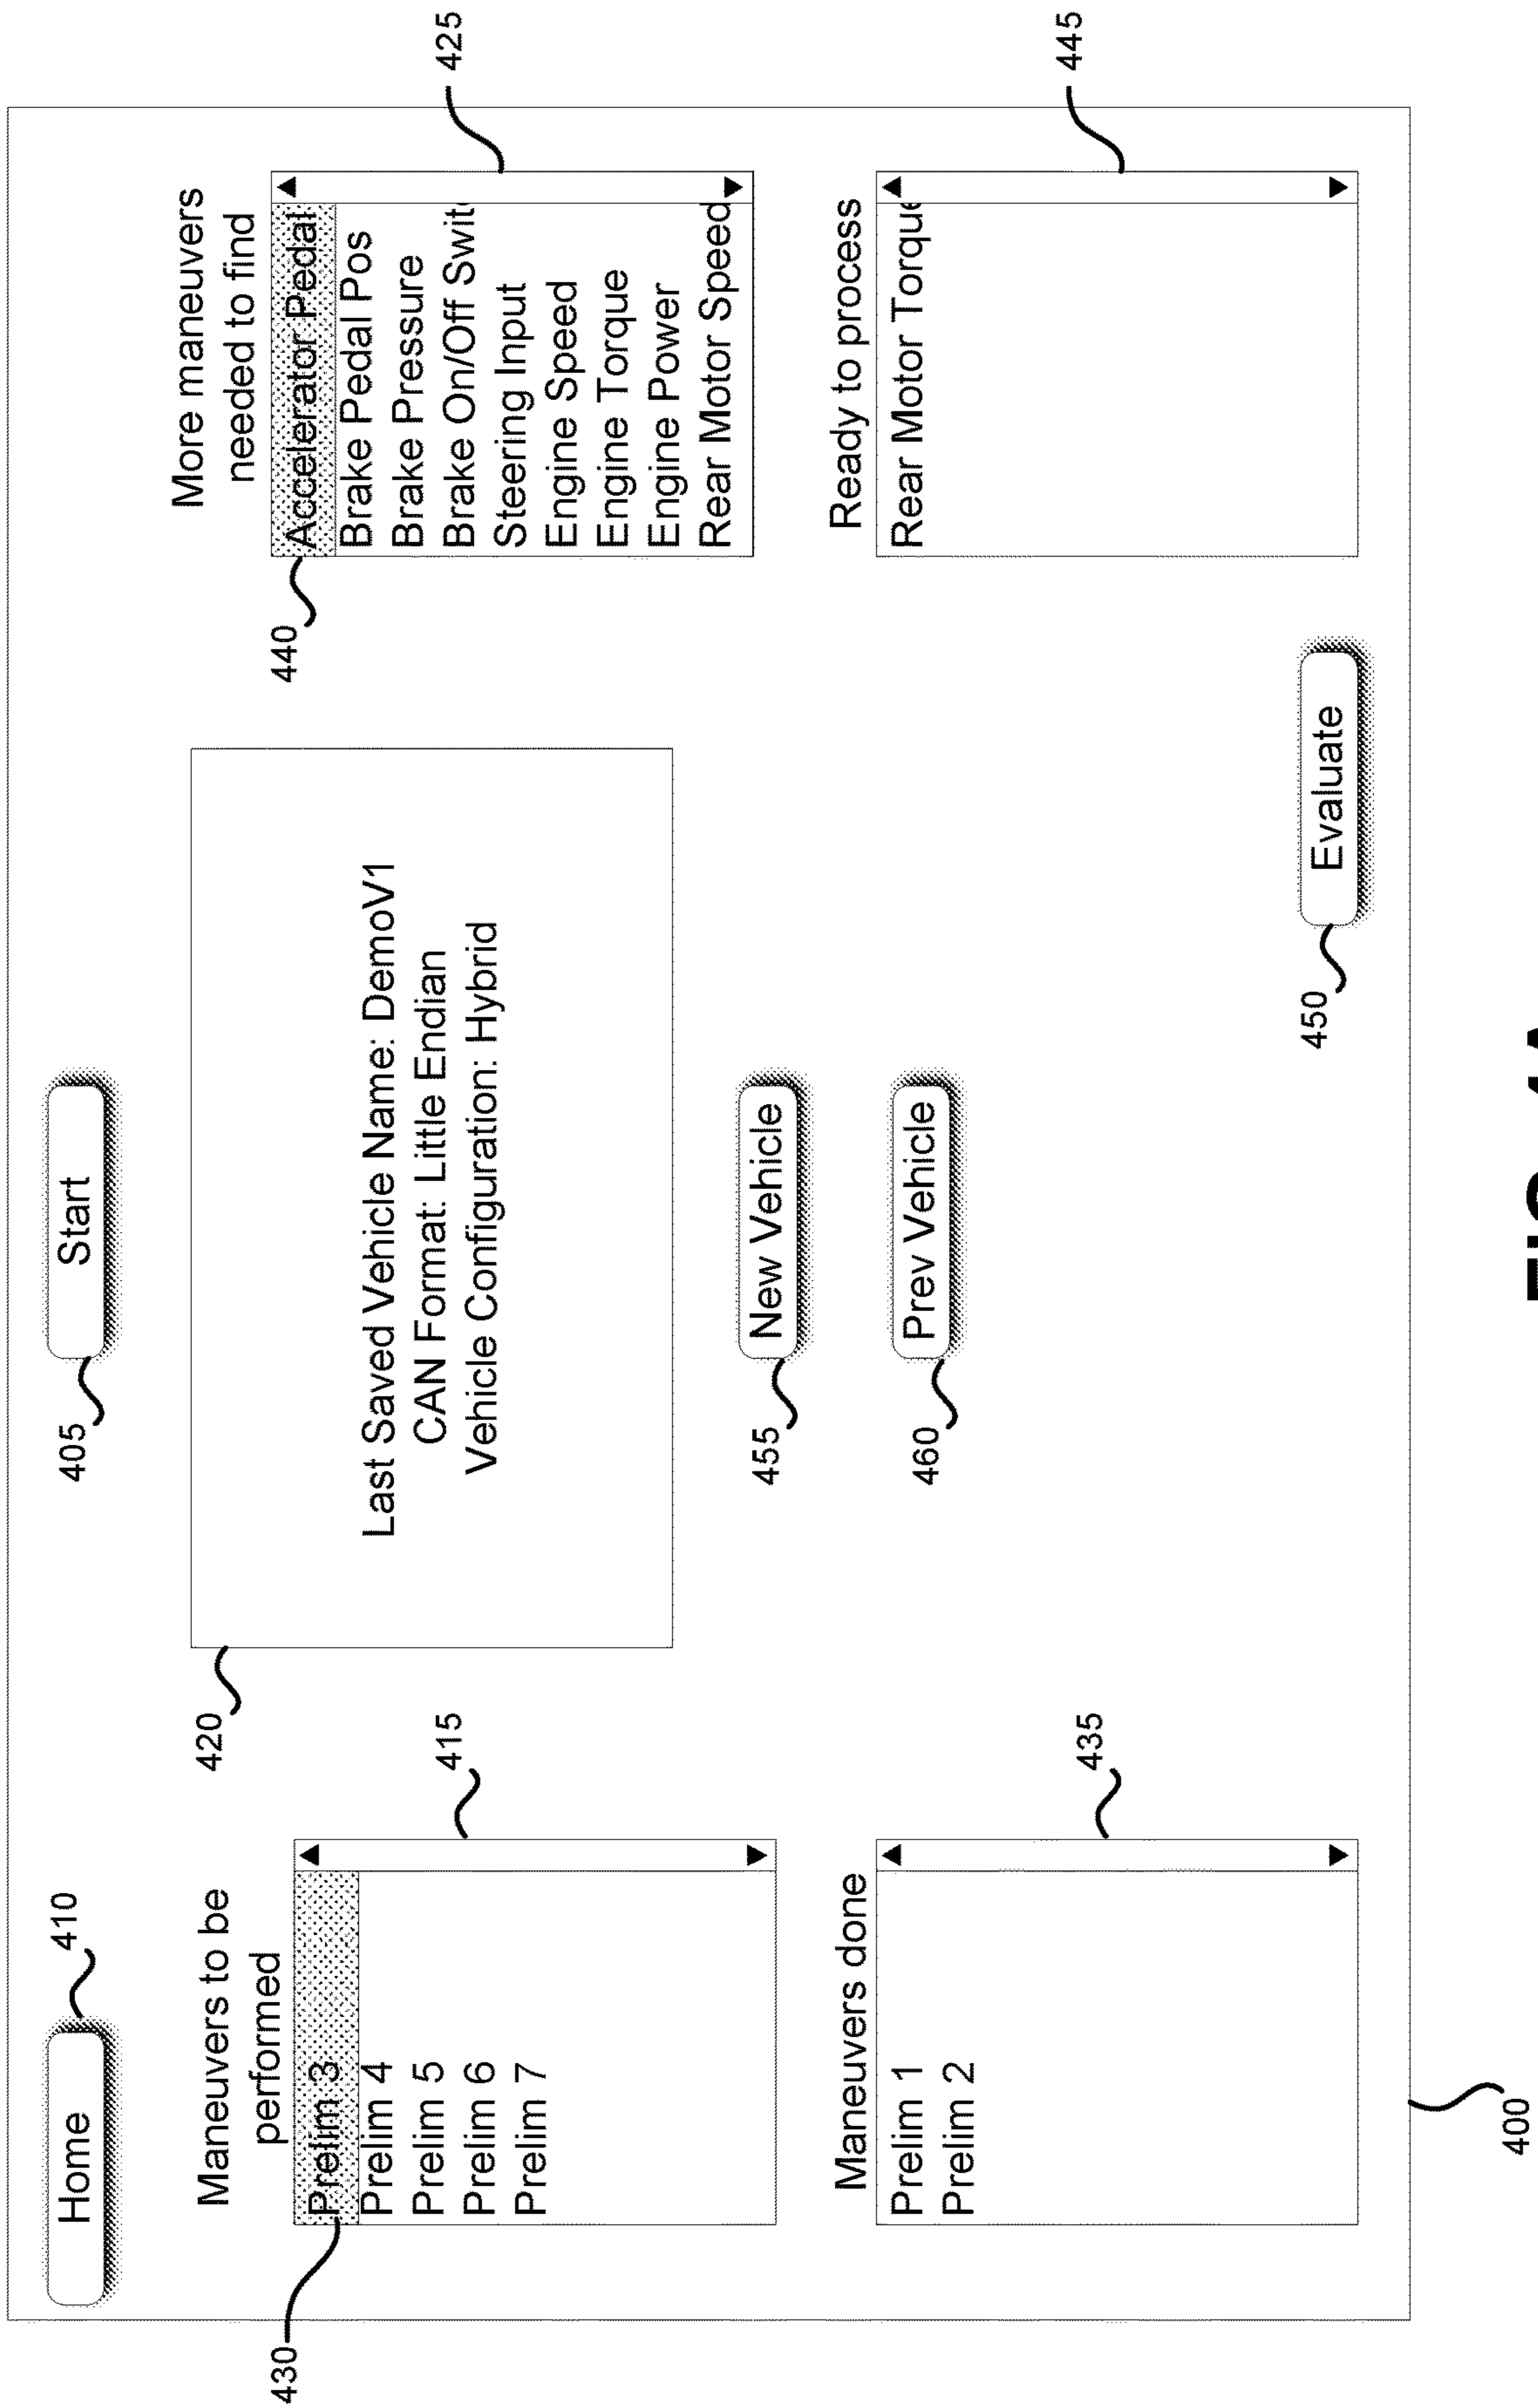 Home
410
405
Start
Maneuvers to be
performed
430
Prelim 3
Prelim 4
Prelim 5
Prelim 6
Prelim 7
415
420
Last Saved Vehicle Name: DemoV1
CAN Format: Little Endian
Vehicle Configuration: Hybrid
More maneuvers
needed to find
440
Accelerator Pedal
Brake Pedal Pos
Brake Pressure
Brake On/Off Swit
Steering Input
Engine Speed
Engine Torque
Engine Power
Rear Motor Speed
425
Maneuvers done
Prelim 1
Prelim 2
435
455
New Vehicle
460
Prev Vehicle
Ready to process
Rear Motor Torque
445
450
Evaluate
400